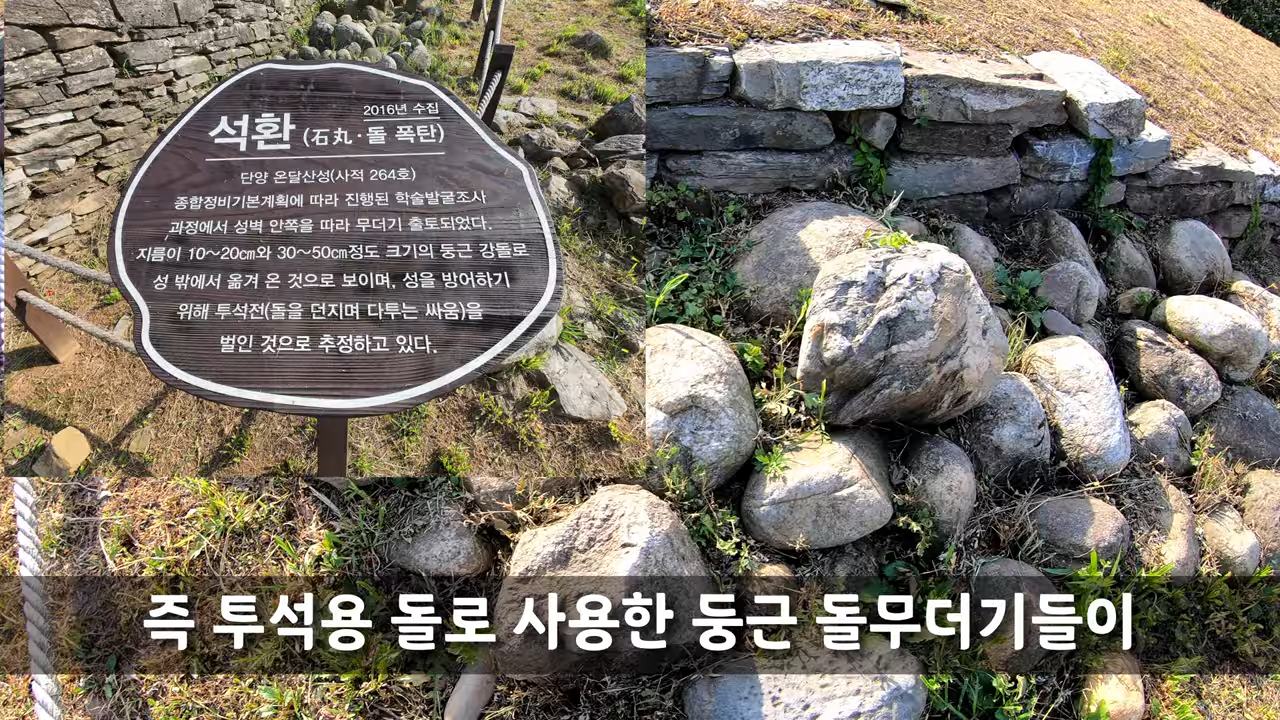 2016년 수집
석환 (石丸·돌 폭탄)
단양 온달산성(사적 264호)
종합정비기본계획에 따라 진행된 학술발굴조사
과정에서 성벽 안쪽을 따라 무더기 출토되었다.
지름이 10~20㎝와 30~50㎝정도 크기의 둥근 강돌로
성 밖에서 옮겨 온 것으로 보이며, 성을 방어하기
위해 투석전(돌을 던지며 다투는 싸움)을
벌인 것으로 추정하고 있다.
즉 투석용 돌로 사용한 둥근 돌무더기들이